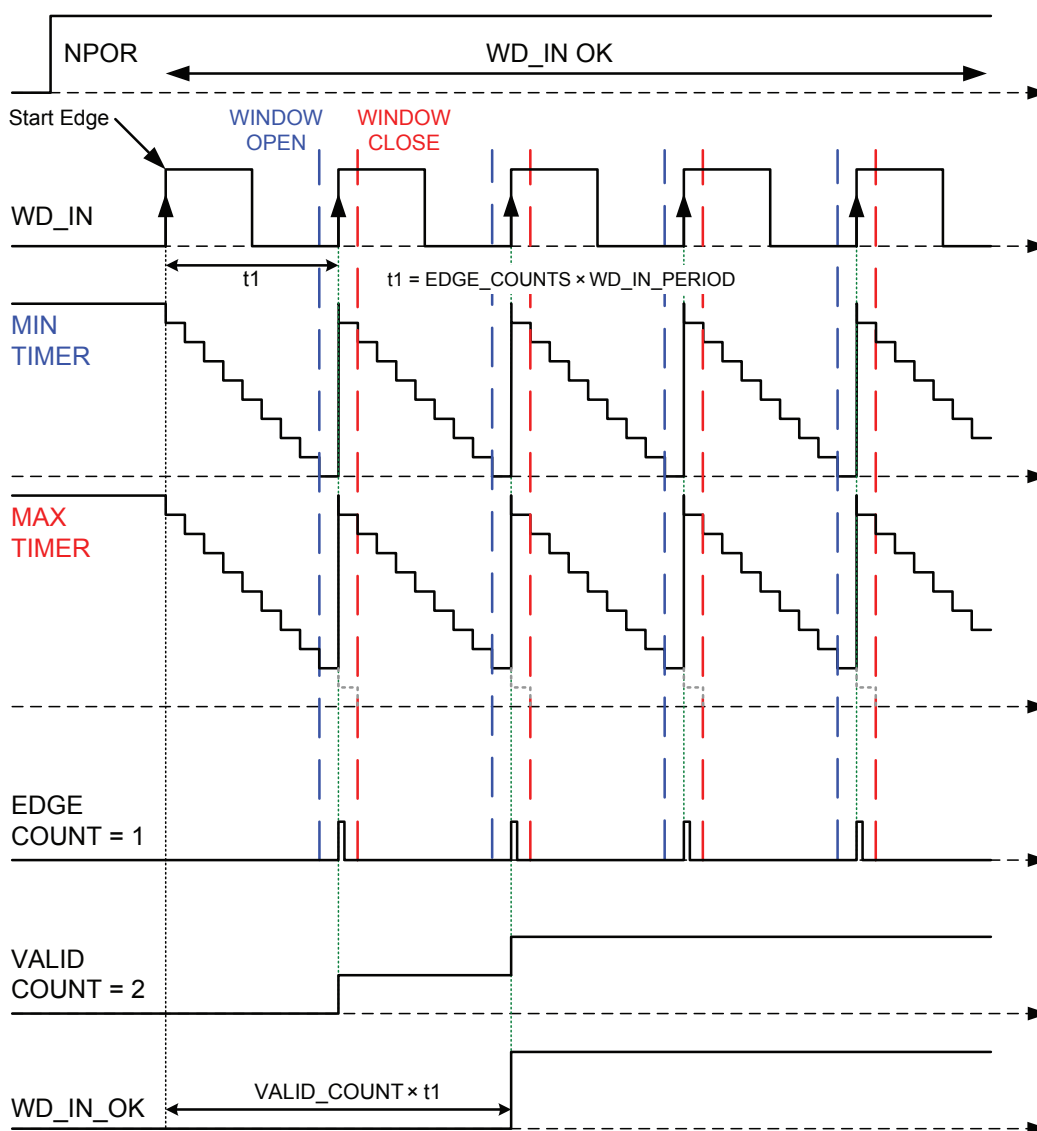 NPOR
WD_IN OK
Start Edge
WINDOW
OPEN
WINDOW
CLOSE
WD_IN
t1
t1 = EDGE_COUNTS × WD_IN_PERIOD
MIN
TIMER
MAX
TIMER
EDGE
COUNT = 1
VALID
COUNT = 2
VALID_COUNT × t1
WD_IN_OK